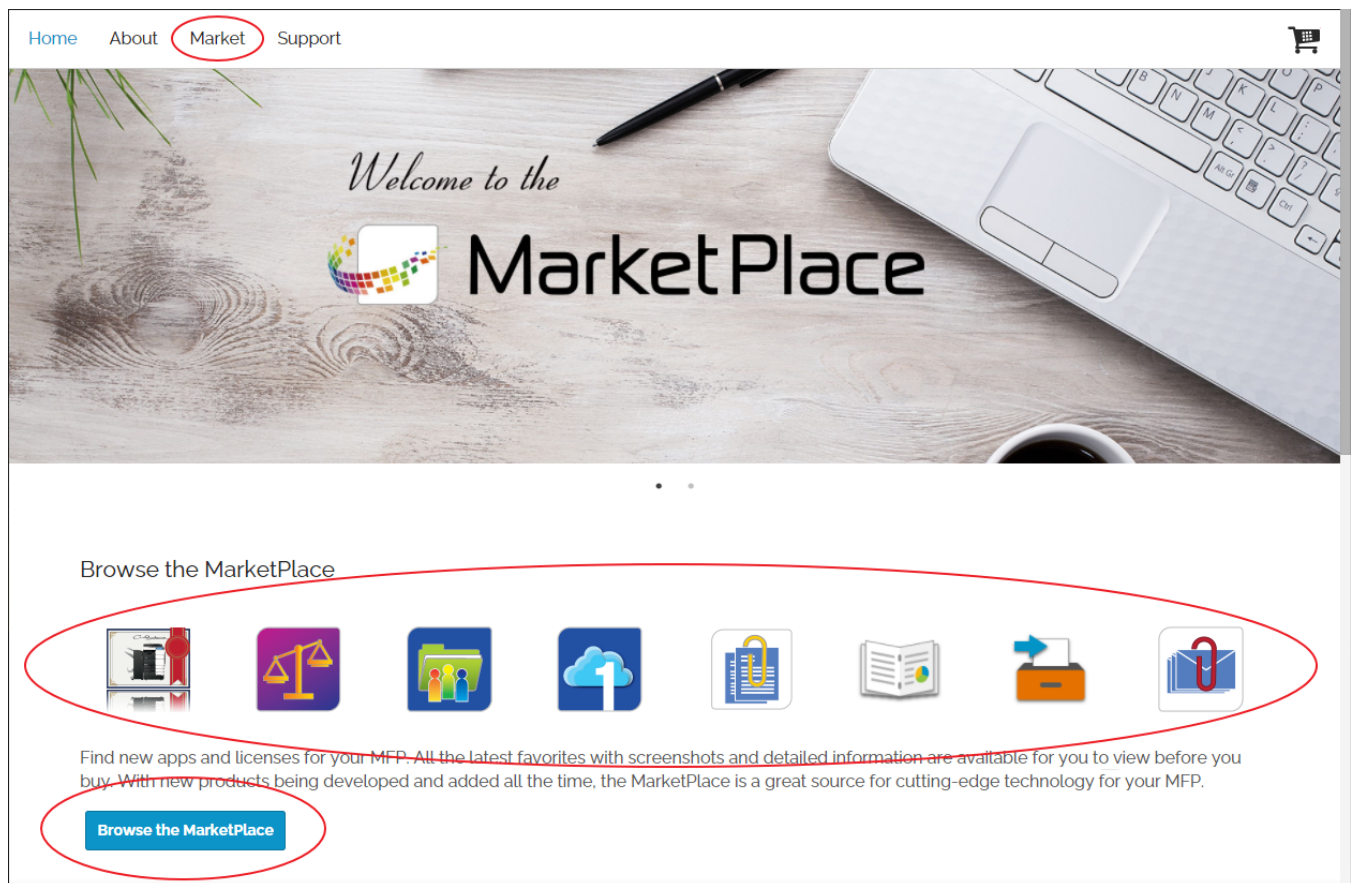 Home About Market Support
Welcome to the
MarketPlace
Browse the MarketPlace
1
Find new apps and licenses for your MFP. All the latest favorites with screenshots and detailed information are available for you to view before you
buy. With new products being developed and added all the time, the MarketPlace is a great source for cutting-edge technology for your MFP.
Browse the MarketPlace